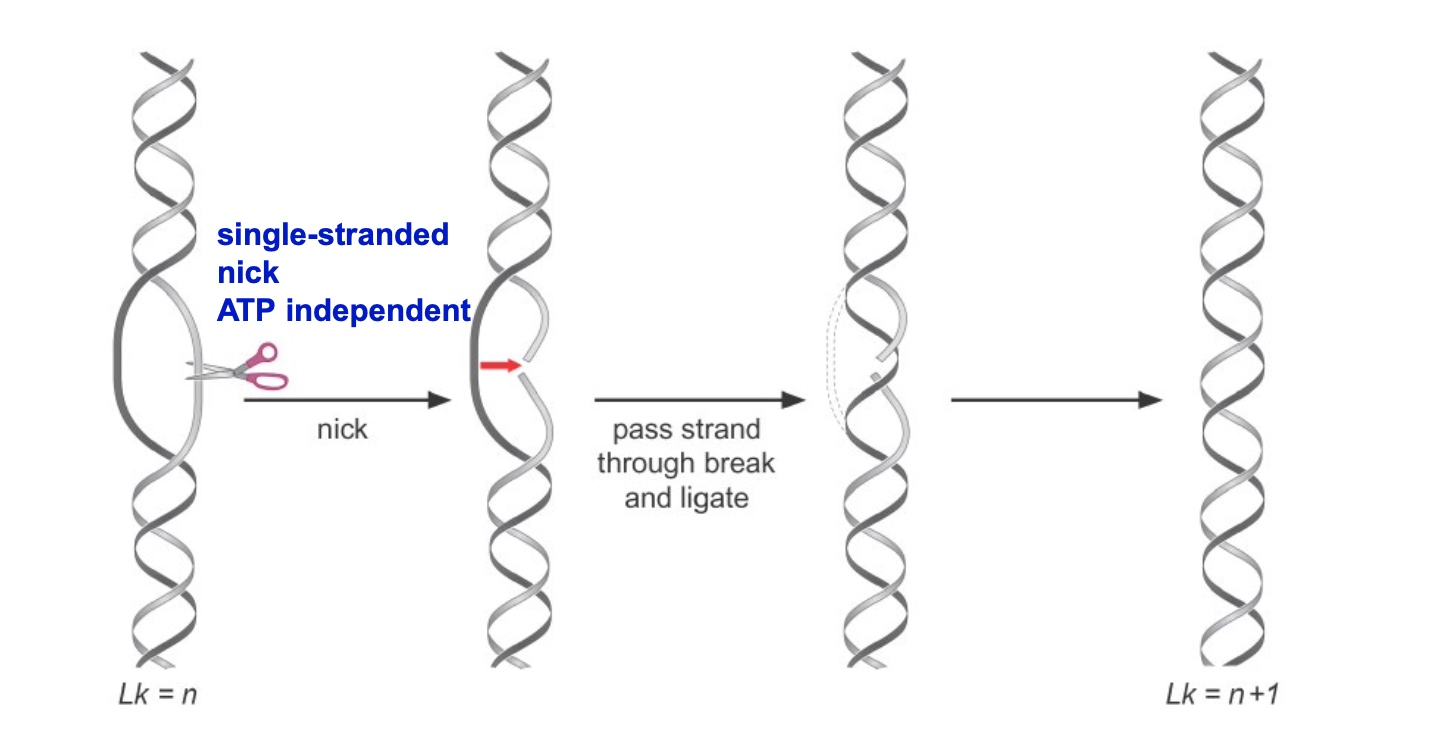 single-stranded
nick
ATP independent
nick
pass strand
through break
and ligate
Lk = n
Lk = n+1